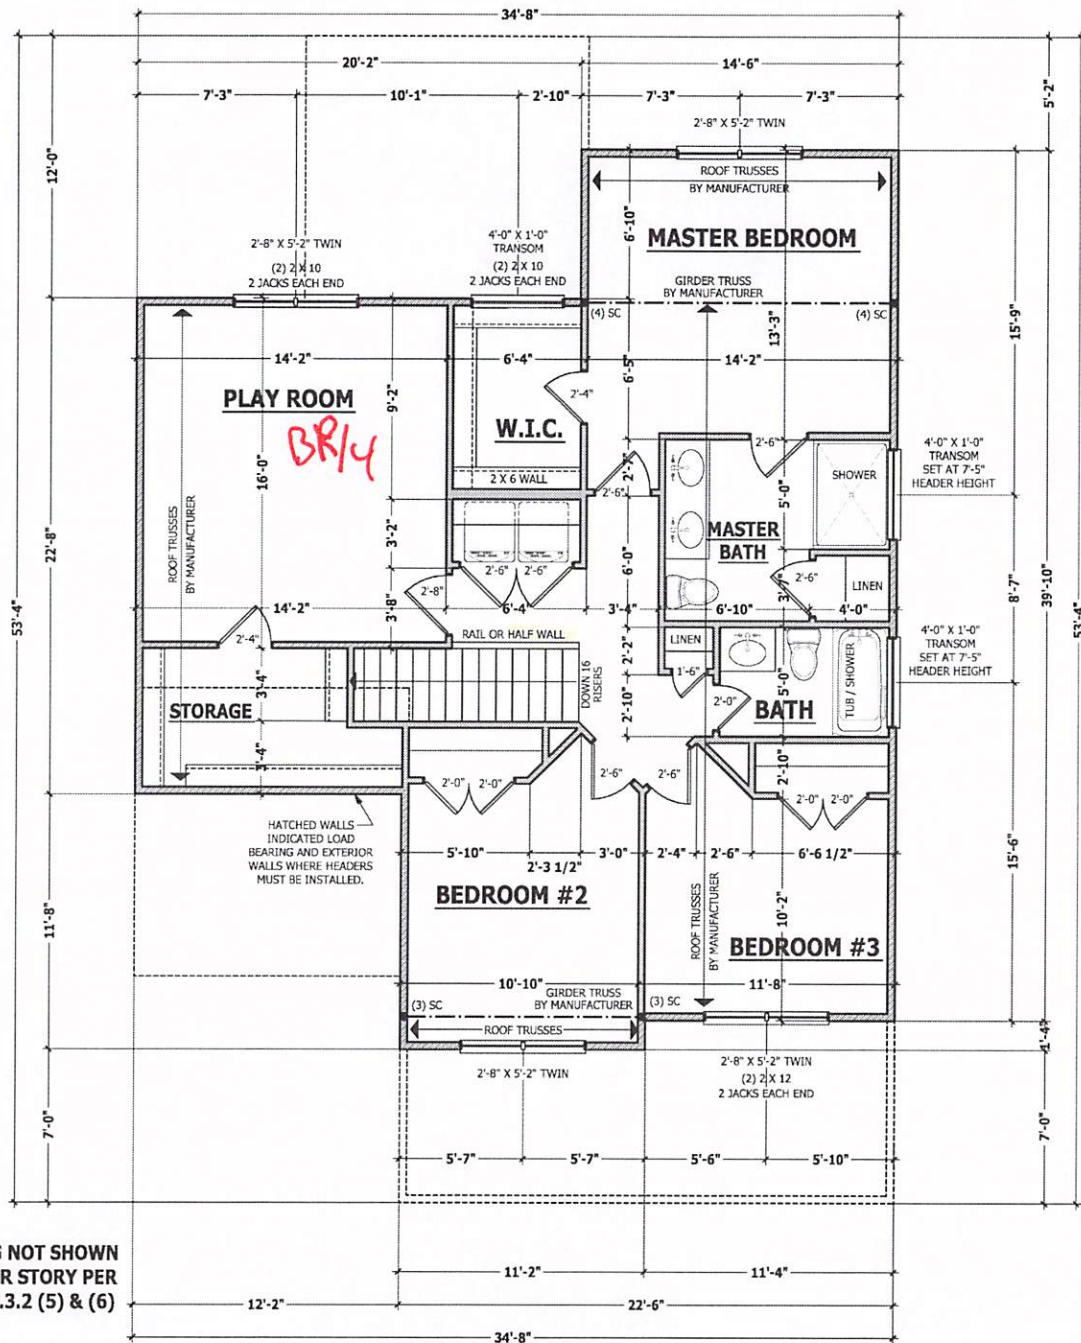 34'-8"
20'-2"
14'-6"
7'-3"
10'-1"
2'-10"
7'-3"
7'-3"
5'-2"
2'-8" X 5'-2" TWIN
12'-0"
ROOF TRUSSES
BY MANUFACTURER
6'-10"
MASTER BEDROOM
4'-0" X 1'-0"
TRANSOM
(2) 2 X 10
2 JACKS EACH END
2'-8" X 5'-2" TWIN
(2) 2 X 10
2 JACKS EACH END
GIRDER TRUSS
BY MANUFACTURER
(4) SC
(4) SC
13'-3"
15'-9"
14'-2"
6'-4"
14'-2"
6'-5"
PLAY ROOM
BR/4
9'-2"
2'-4"
W.I.C.
16'-0"
2 X 6 WALL
2'-7"
2'-6"
2'-6"
5'-0"
SHOWER
4'-0" X 1'-0"
TRANSOM
SET AT 7'-5"
HEADER HEIGHT
ROOF TRUSSES
BY MANUFACTURER
22'-8"
3'-2"
MASTER
BATH
6'-0"
2'-6"
2'-6"
2'-6"
3'-7"
LINEN
8'-7"
39'-10"
53'-4"
53'-4"
2'-8"
14'-2"
3'-8"
6'-4"
3'-4"
6'-10"
4'-0"
RAIL OR HALF WALL
2'-4"
2'-2"
LINEN
1'-6"
4'-0" X 1'-0"
TRANSOM
SET AT 7'-5"
HEADER HEIGHT
3'-4"
STORAGE
DOWN 16
RISERS
2'-10"
2'-0"
5'-0"
BATH
TUB / SHOWER
3'-4"
2'-0"
2'-0"
2'-6"
2'-6"
2'-10"
2'-0"
2'-0"
HATCHED WALLS
INDICATED LOAD
BEARING AND EXTERIOR
WALLS WHERE HEADERS
MUST BE INSTALLED.
5'-10"
2'-3 1/2"
3'-0"
2'-4"
2'-6"
6'-6 1/2"
15'-6"
BEDROOM #2
11'-8"
ROOF TRUSSES
BY MANUFACTURER
10'-2"
BEDROOM #3
10'-10"
11'-8"
GIRDER TRUSS
BY MANUFACTURER
(3) SC
(3) SC
ROOF TRUSSES
1'-4"
2'-8" X 5'-2" TWIN
2'-8" X 5'-2" TWIN
(2) 2 X 12
2 JACKS EACH END
7'-0"
7'-0"
5'-7"
5'-7"
5'-6"
5'-10"
NOT SHOWN
R STORY PER
.3.2 (5) & (6)
11'-2"
11'-4"
12'-2"
22'-6"
34'-8"